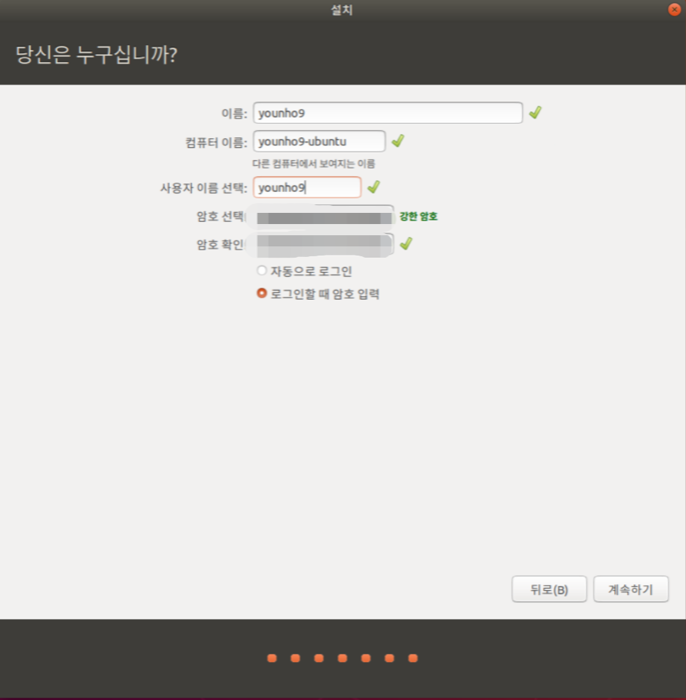 설치
당신은 누구십니까?
이름: younho9
컴퓨터 이름: younho9-ubuntu
다른 컴퓨터에서 보여지는 이름
사용자 이름 선택: younho9
암호 선택: 강한 암호
암호 확인:
자동으로 로그인
로그인할 때 암호 입력
뒤로(B) 계속하기